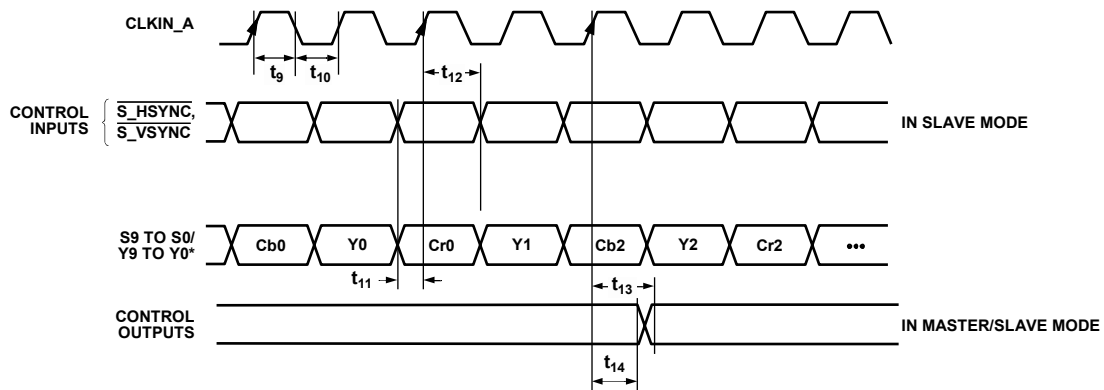 CLKIN_A
t9
t10
t12
CONTROL
INPUTS
S_HSYNC,
S_VSYNC
IN SLAVE MODE
S9 TO S0/
Y9 TO Y0*
Cb0
Y0
Cr0
Y1
Cb2
Y2
Cr2
•••
t11
t13
CONTROL
OUTPUTS
IN MASTER/SLAVE MODE
t14